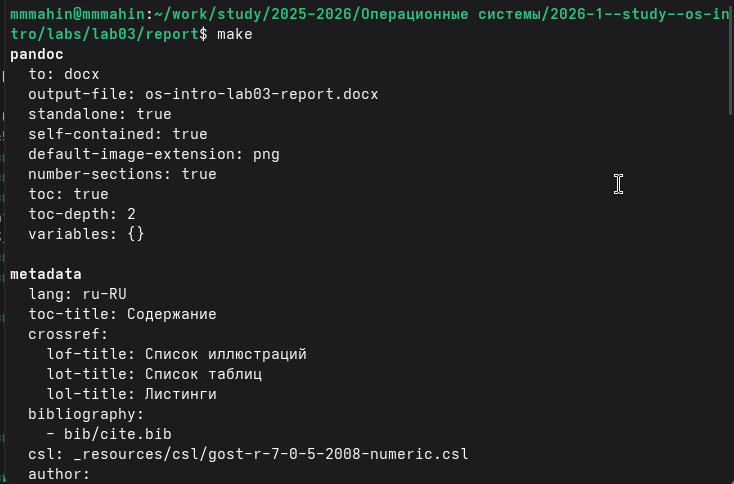 mmmahin@mmmahin:~/work/study/2025-2026/Операционные системы/2026-1--study--os-in
tro/labs/lab03/report$ make
pandoc
  to: docx
  output-file: os-intro-lab03-report.docx
  standalone: true
  self-contained: true
  default-image-extension: png
  number-sections: true
  toc: true
  toc-depth: 2
  variables: {}

metadata
  lang: ru-RU
  toc-title: Содержание
  crossref:
    lof-title: Список иллюстраций
    lot-title: Список таблиц
    lol-title: Листинги
  bibliography:
    - bib/cite.bib
  csl: _resources/csl/gost-r-7-0-5-2008-numeric.csl
  author: